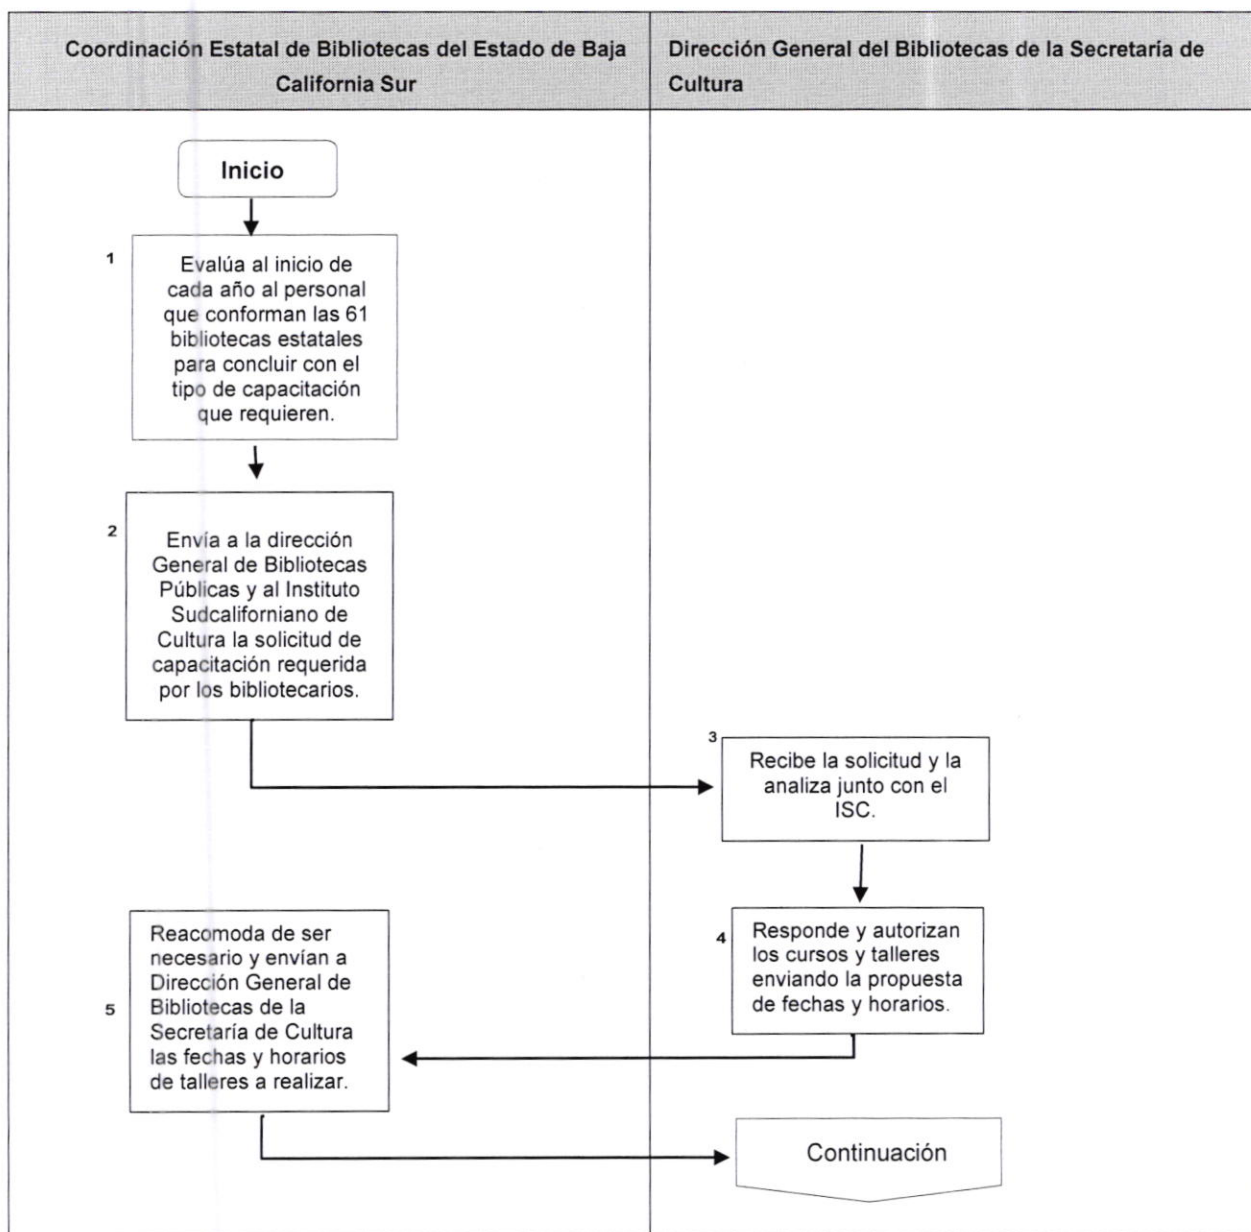 Coordinación Estatal de Bibliotecas del Estado de Baja
California Sur
Dirección General del Bibliotecas de la Secretaría de
Cultura
Inicio
1
Evalúa al inicio de
cada año al personal
que conforman las 61
bibliotecas estatales
para concluir con el
tipo de capacitación
que requieren.
2
Envía a la dirección
General de Bibliotecas
Públicas y al Instituto
Sudcaliforniano de
Cultura la solicitud de
capacitación requerida
por los bibliotecarios.
3
Recibe la solicitud y la
analiza junto con el
ISC.
4
Responde y autorizan
los cursos y talleres
enviando la propuesta
de fechas y horarios.
5
Reacomoda de ser
necesario y envían a
Dirección General de
Bibliotecas de la
Secretaría de Cultura
las fechas y horarios
de talleres a realizar.
Continuación